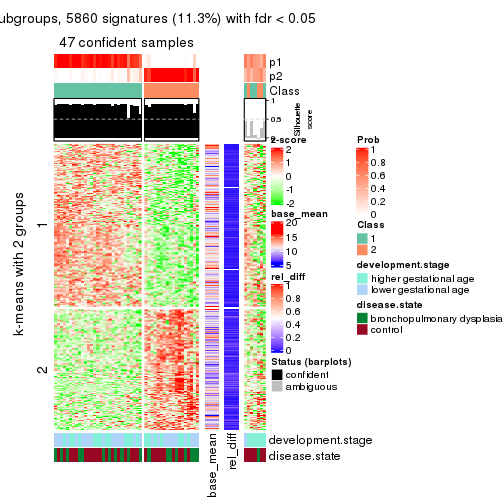 ubgroups, 5860 signatures (11.3%) with fdr < 0.05
47 confident samples
p1
p2
Class
1
0.5
0
Silhouette
score
k-means with 2 groups
1
2
z-score
2
1
0
-1
-2
base_mean
20
15
10
5
rel_diff
1
0.8
0.6
0.4
0.2
0
Status (barplots)
confident
ambiguous
Prob
1
0.8
0.6
0.4
0.2
0
Class
1
2
development.stage
higher gestational age
lower gestational age
disease.state
bronchopulmonary dysplasia
control
development.stage
disease.state
base_mean
rel_diff